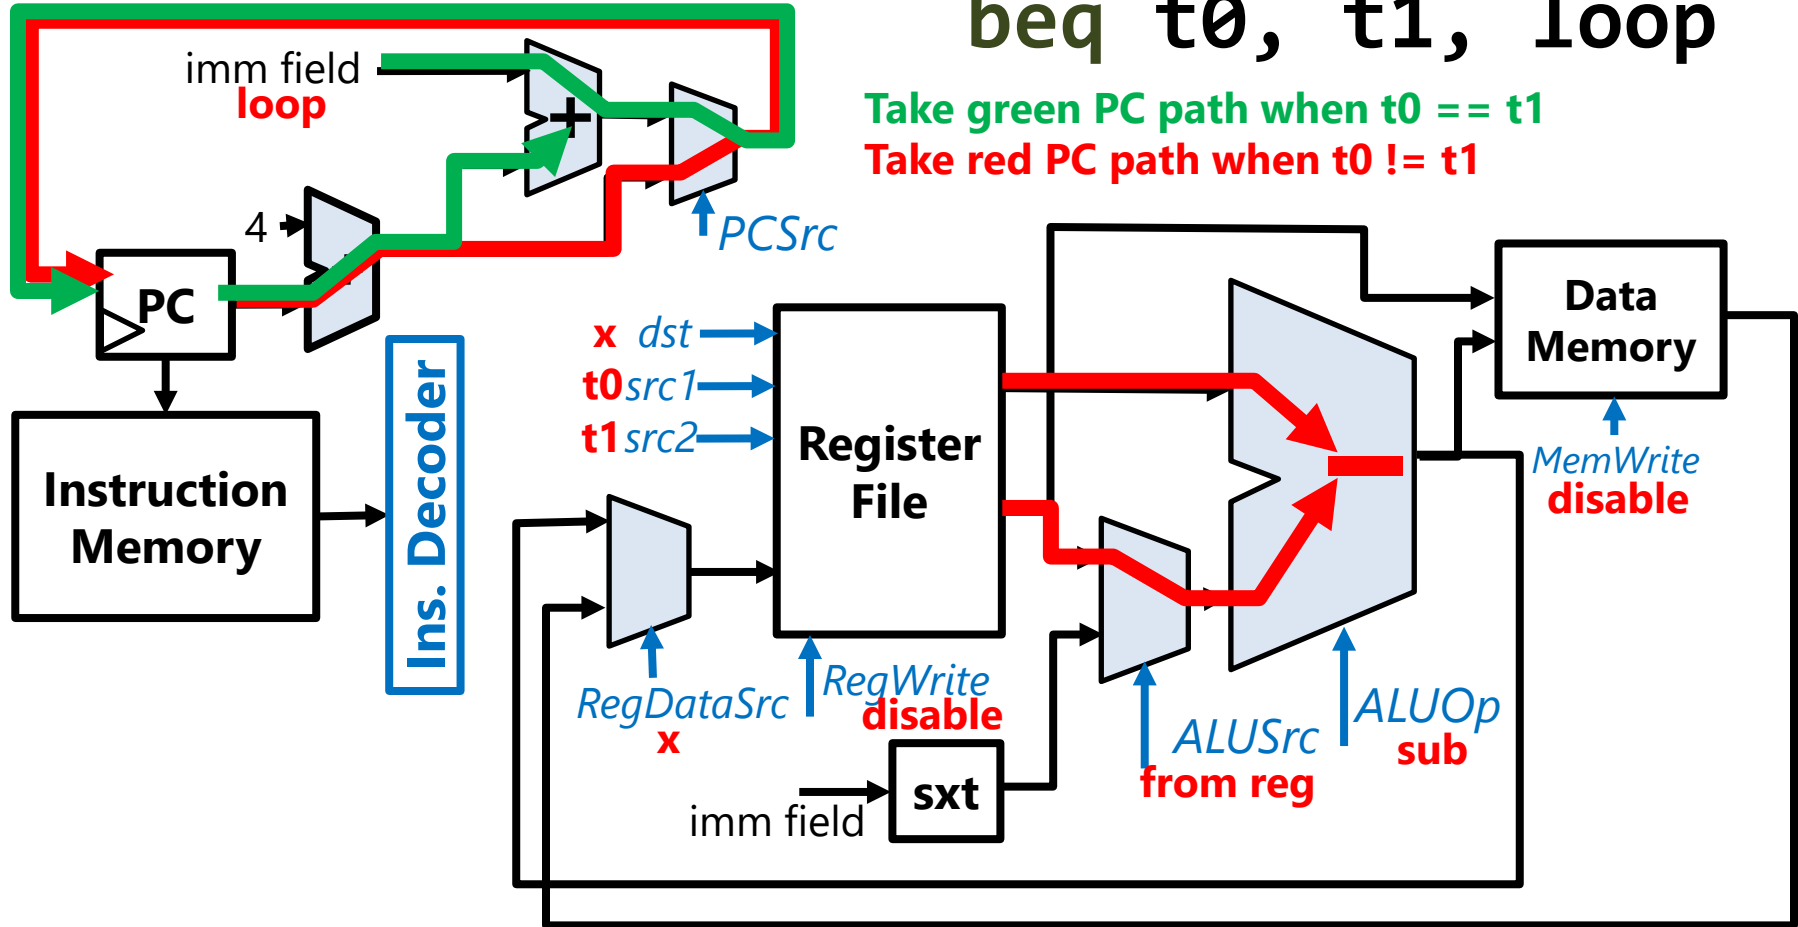 beq t0, t1, loop
imm field
loop
Take green PC path when t0 == t1
Take red PC path when t0 != t1
4
+
PCSrc
PC
Data
Memory
MemWrite
disable
x dst
t0 src1
t1 src2
Register
File
Instruction
Memory
Ins. Decoder
RegDataSrc
x
RegWrite
disable
ALUSrc
from reg
ALUOp
sub
sxt
imm field